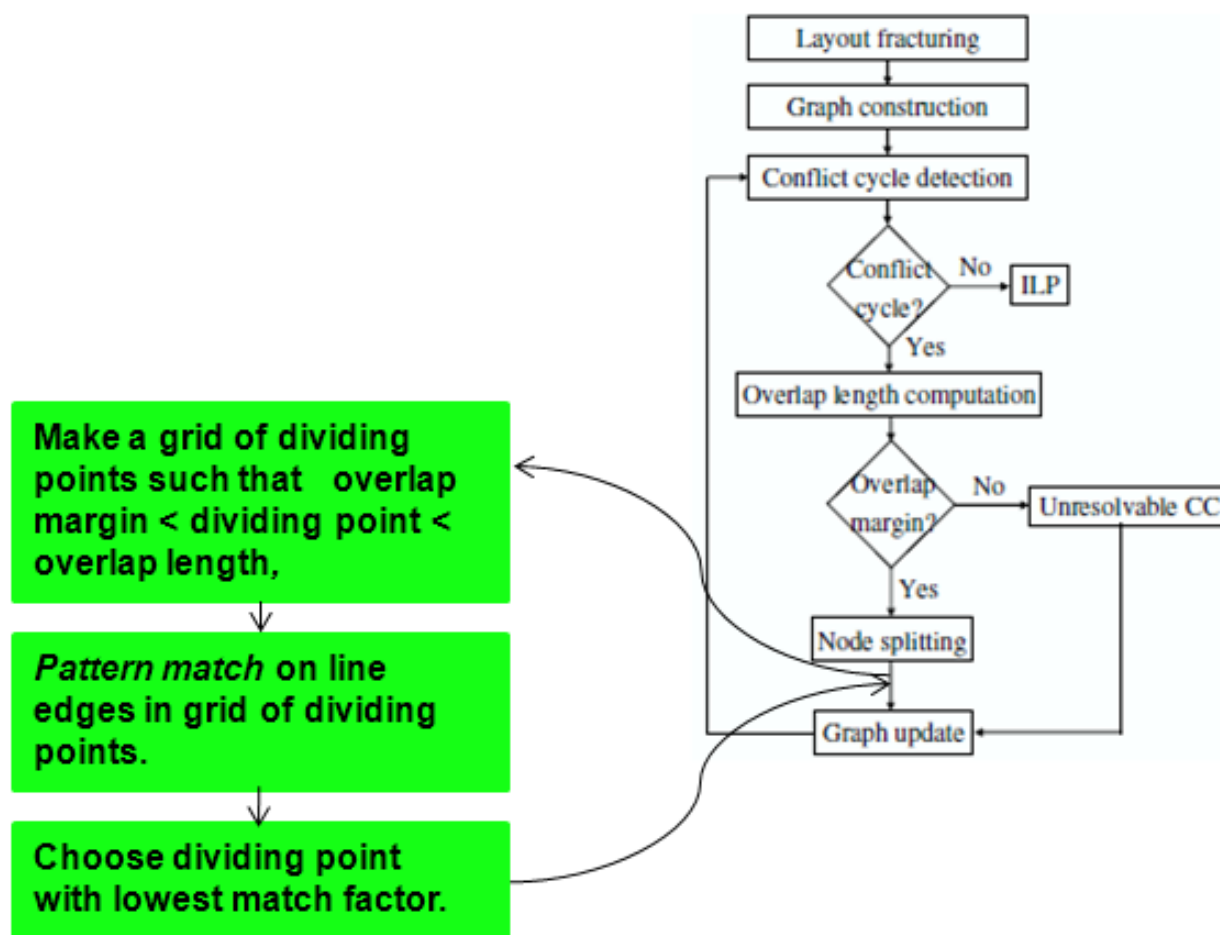 Layout fracturing
Graph construction
Conflict cycle detection
Conflict
cycle?
No
ILP
Yes
Overlap length computation
Overlap
margin?
No
Unresolvable CC
Yes
Node splitting
Graph update
Make a grid of dividing
points such that overlap
margin < dividing point <
overlap length,
Pattern match on line
edges in grid of dividing
points.
Choose dividing point
with lowest match factor.